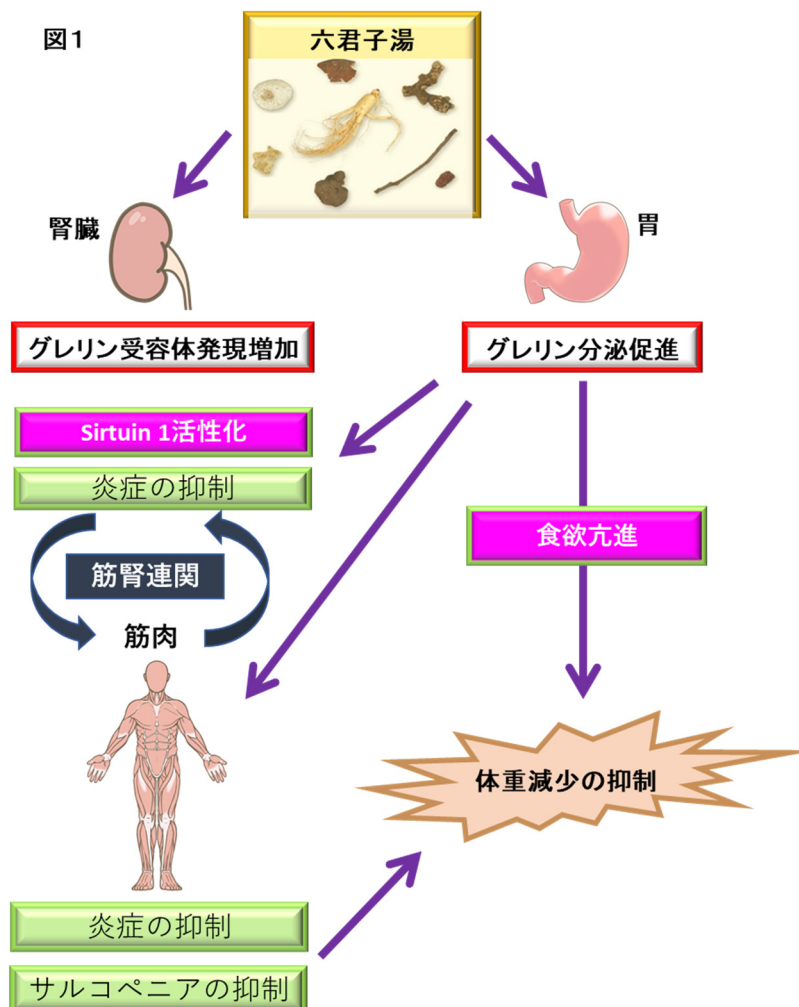 図1
六君子湯
腎臓
胃
グレリン受容体発現増加
グレリン分泌促進
Sirtuin 1活性化
炎症の抑制
食欲亢進
筋腎連関
筋肉
体重減少の抑制
炎症の抑制
サルコペニアの抑制